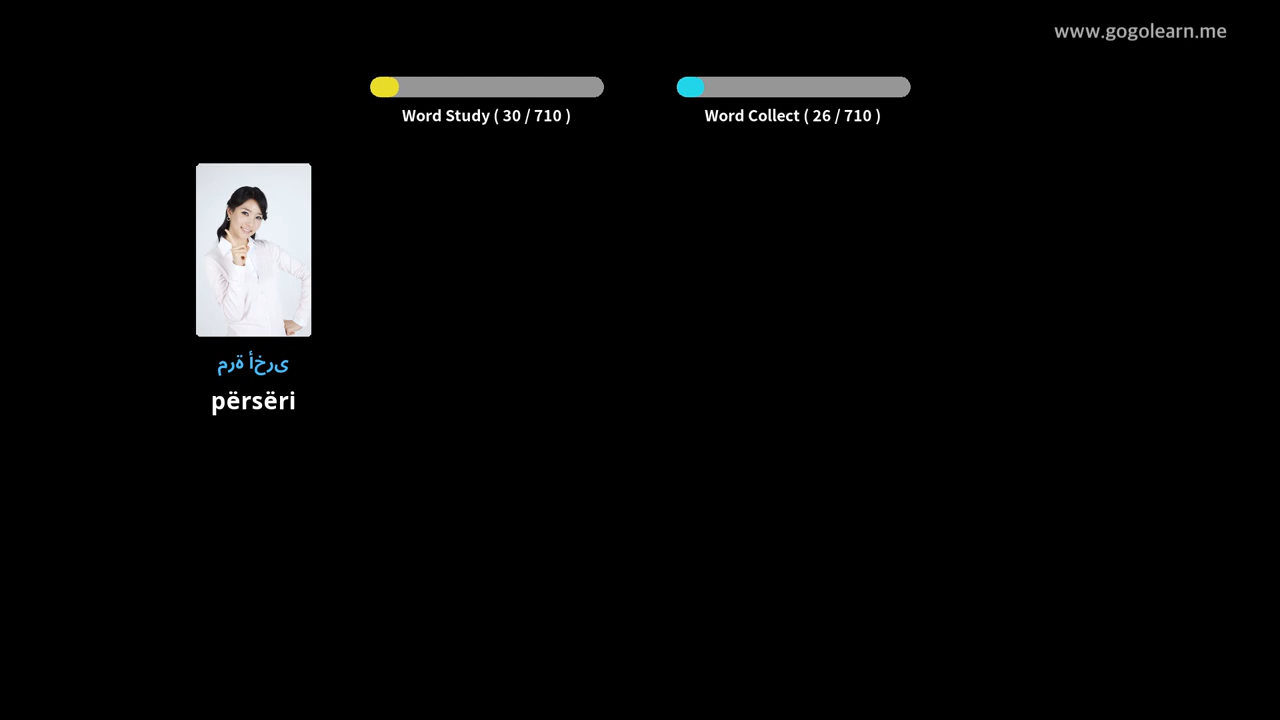 www.gogolearn.me
Word Study ( 30 / 710 )
Word Collect ( 26 / 710 )
مرة أخرى
përsëri